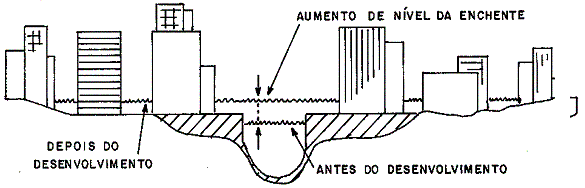 AUMENTO DE NÍVEL DA ENCHENTE
DEPOIS DO
DESENVOLVIMENTO
ANTES DO DESENVOLVIMENTO